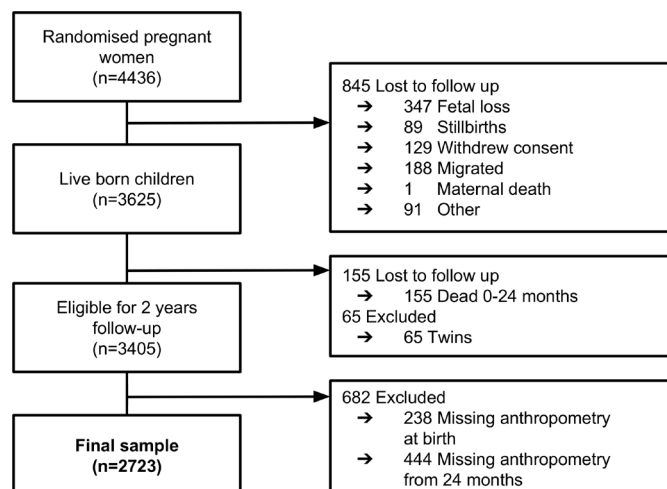 Randomised pregnant
women
(n=4436)
845 Lost to follow up
➔ 347 Fetal loss
➔ 89 Stillbirths
➔ 129 Withdrew consent
➔ 188 Migrated
➔ 1 Maternal death
➔ 91 Other
Live born children
(n=3625)
155 Lost to follow up
➔ 155 Dead 0-24 months
65 Excluded
➔ 65 Twins
Eligible for 2 years
follow-up
(n=3405)
682 Excluded
➔ 238 Missing anthropometry
at birth
➔ 444 Missing anthropometry
from 24 months
Final sample
(n=2723)